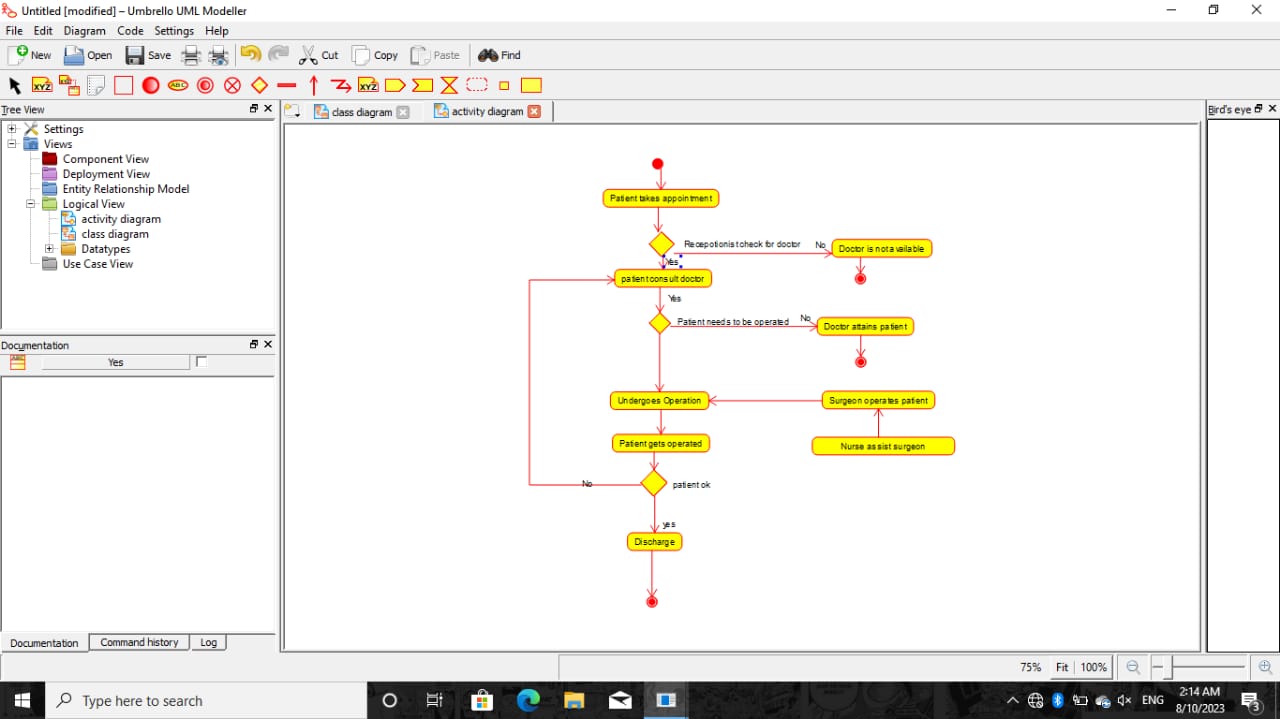 Untitled [modified] – Umbrello UML Modeller
File Edit Diagram Code Settings Help
New Open Save Cut Copy Paste Find
XYZ ABC XYZ
Tree View
class diagram activity diagram
Bird's eye
Settings
Views
Component View
Deployment View
Entity Relationship Model
Logical View
activity diagram
class diagram
Datatypes
Use Case View
Documentation
Yes
Documentation Command history Log
Patient takes appointment
Recepotionist check for doctor No
Doctor is not available
Yes
patient consult doctor
Yes
Patient needs to be operated No
Doctor attains patient
Undergoes Operation
Surgeon operates patient
Patient gets operated
Nurse assist surgeon
No
patient ok
yes
Discharge
75% Fit 100%
Type here to search
ENG
2:14 AM
8/10/2023
3